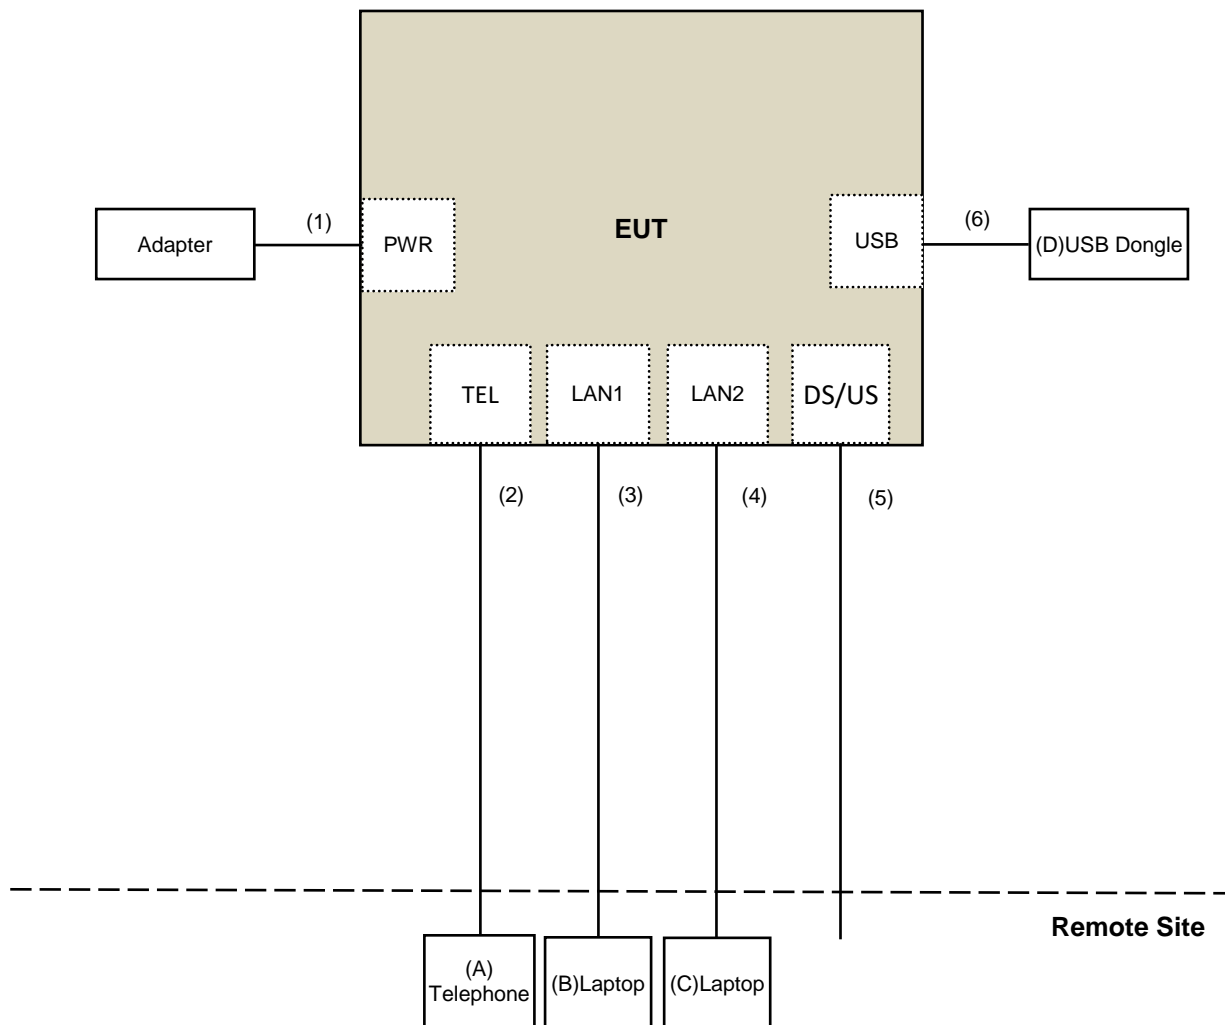 EUT
Adapter
(1)
PWR
USB
(6)
(D)USB Dongle
TEL
LAN1
LAN2
DS/US
(2)
(3)
(4)
(5)
Remote Site
(A)
Telephone
(B)Laptop
(C)Laptop